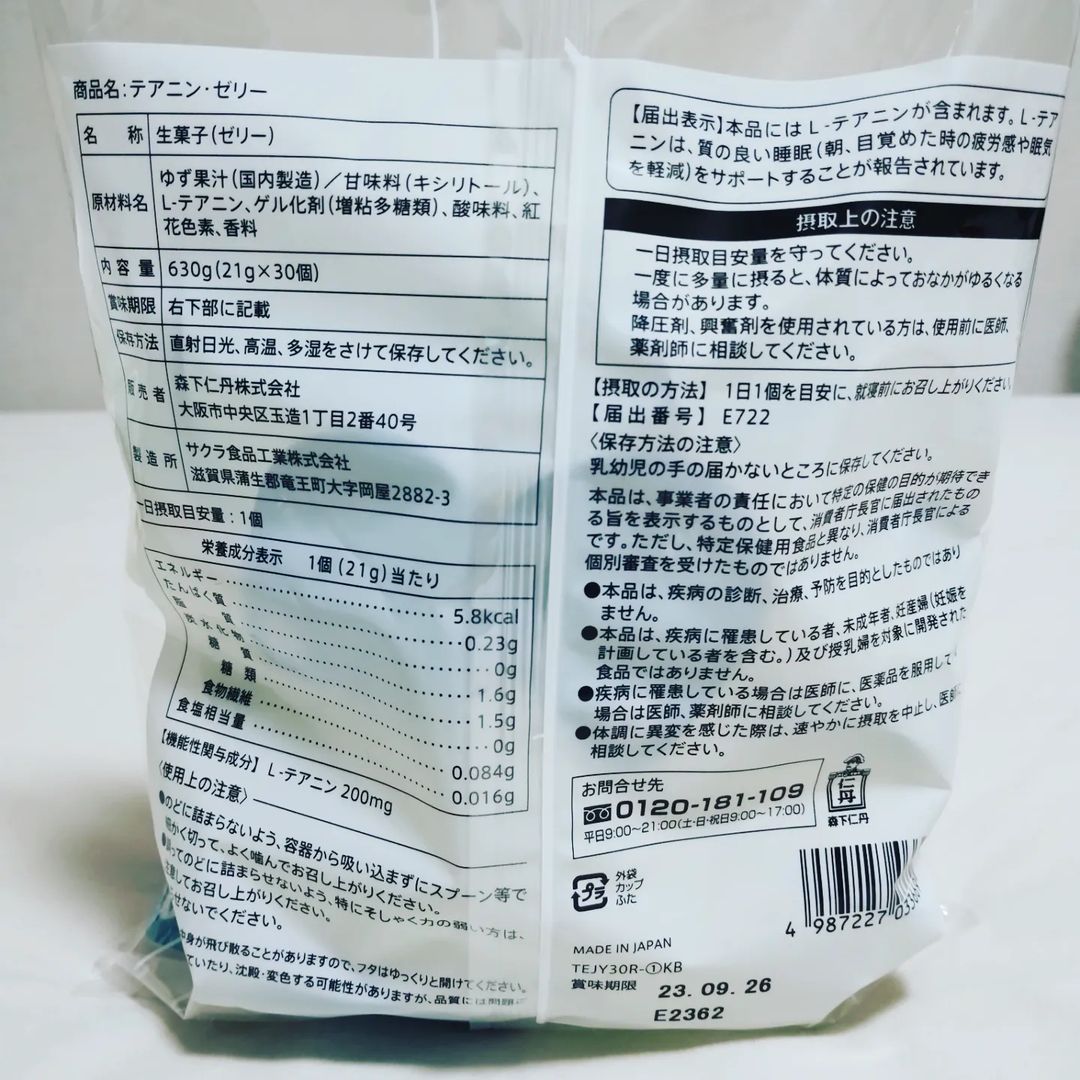 商品名:テアニン・ゼリー
名 称 生菓子(ゼリー)
原材料名 ゆず果汁(国内製造)/甘味料(キシリトール)、
L-テアニン、ゲル化剤(増粘多糖類)、酸味料、紅
花色素、香料
内容量 630g(21g×30個)
賞味期限 右下部に記載
保存方法 直射日光、高温、多湿をさけて保存してください。
販売者 森下仁丹株式会社
大阪市中央区玉造1丁目2番40号
製造所 サクラ食品工業株式会社
滋賀県蒲生郡竜王町大字岡屋2882-3
一日摂取目安量:1個
栄養成分表示 1個(21g)当たり
エネルギー 5.8kcal
たんぱく質 0.23g
脂質 0g
炭水化物 1.6g
糖質 1.5g
糖類 0g
食物繊維 0.084g
食塩相当量 0.016g
【機能性関与成分】L-テアニン 200mg
〈使用上の注意〉
●のどに詰まらないよう、容器から吸い込まずにスプーン等で
細かく切って、よく噛んでお召し上がりください。
ってのどに詰まらせないよう、特にそしゃく力の弱い方は、
してお召し上がりください。
せないでください。
中身が飛び散ることがありますので、フタはゆっくりと開けてください。
ていたり、沈殿・変色する可能性がありますが、品質には問題
【届出表示】本品にはL-テアニンが含まれます。L-テア
ニンは、質の良い睡眠(朝、目覚めた時の疲労感や眠気
を軽減)をサポートすることが報告されています。
摂取上の注意
一日摂取目安量を守ってください。
一度に多量に摂ると、体質によっておなかがゆるくなる
場合があります。
降圧剤、興奮剤を使用されている方は、使用前に医師、
薬剤師に相談してください。
【摂取の方法】 1日1個を目安に、就寝前にお召し上がりください。
【届出番号】 E722
〈保存方法の注意〉
乳幼児の手の届かないところに保存してください。
本品は、事業者の責任において特定の保健の目的が期待でき
る旨を表示するものとして、消費者庁長官に届出されたもの
です。ただし、特定保健用食品と異なり、消費者庁長官による
個別審査を受けたものではありません。
●本品は、疾病の診断、治療、予防を目的としたものではあり
ません。
●本品は、疾病に罹患している者、未成年者、妊産婦(妊娠を
計画している者を含む。)及び授乳婦を対象に開発された
食品ではありません。
●疾病に罹患している場合は医師に、医薬品を服用して
場合は医師、薬剤師に相談してください。
●体調に異変を感じた際は、速やかに摂取を中止し、医師に
相談してください。
お問合せ先
0120-181-109
平日9:00~21:00(土・日・祝日9:00~17:00)
仁丹
森下仁丹
プラ
外袋
カップ
ふた
4 987227
MADE IN JAPAN
TEJY30R-①KB
賞味期限 23.09.26
E2362